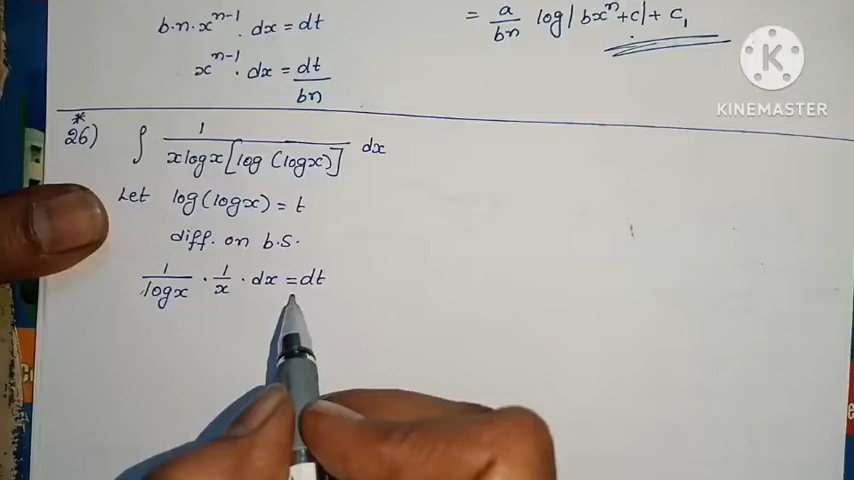 b·n·x^{n-1}. dx = dt
x^{n-1}. dx = dt/bn
= a/bn log|bx^n+c| + c₁
K
KINEMASTER
*
26) ∫ 1/(x log x [log (log x)]) dx
Let log(log x) = t
diff. on b.s.
1/log x · 1/x · dx = dt